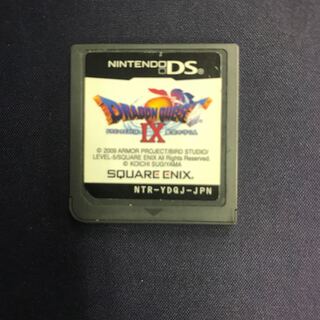 NINTENDO DS
DRAGON QUEST
IX
© 2009 ARMOR PROJECT/BIRD STUDIO/
LEVEL-5/SQUARE ENIX All Rights Reserved.
© KOICHI SUGIYAMA
SQUARE ENIX.
NTR-YDQJ-JPN